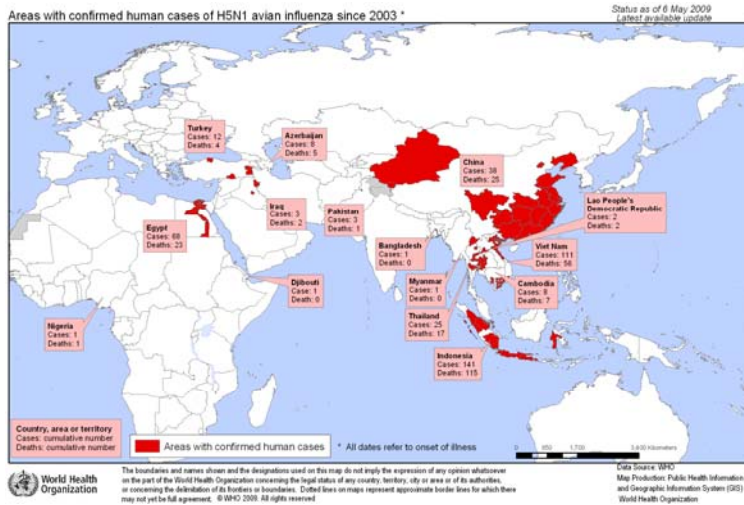 Areas with confirmed human cases of H5N1 avian influenza since 2003 *
Status as of 6 May 2009
Latest available update
Turkey
Cases: 12
Deaths: 4
Azerbaijan
Cases: 8
Deaths: 5
China
Cases: 38
Deaths: 25
Lao People's
Democratic Republic
Cases: 2
Deaths: 2
Iraq
Cases: 3
Deaths: 2
Pakistan
Cases: 3
Deaths: 1
Egypt
Cases: 68
Deaths: 23
Bangladesh
Cases: 1
Deaths: 0
Viet Nam
Cases: 111
Deaths: 56
Djibouti
Case: 1
Death: 0
Myanmar
Cases: 1
Deaths: 0
Cambodia
Cases: 8
Deaths: 7
Nigeria
Cases: 1
Deaths: 1
Thailand
Cases: 25
Deaths: 17
Indonesia
Cases: 141
Deaths: 115
Country, area or territory
Cases: cumulative number
Deaths: cumulative number
Areas with confirmed human cases
* All dates refer to onset of illness
0 850 1,700 3,400 Kilometers
World Health
Organization
The boundaries and names shown and the designations used on this map do not imply the expression of any opinion whatsoever
on the part of the World Health Organization concerning the legal status of any country, territory, city or area or of its authorities,
or concerning the delimitation of its frontiers or boundaries. Dotted lines on maps represent approximate border lines for which there
may not yet be full agreement. © WHO 2009. All rights reserved
Data Source: WHO
Map Production: Public Health Information
and Geographic Information System (GIS)
World Health Organization